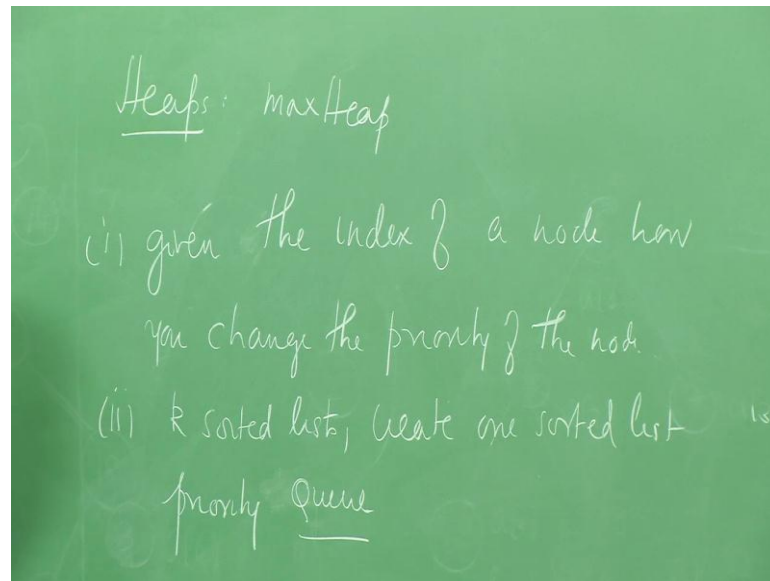 Heaps: maxHeap
(i) given the index of a node how
you change the priority of the node
(ii) k sorted lists, create one sorted list
priority Queue